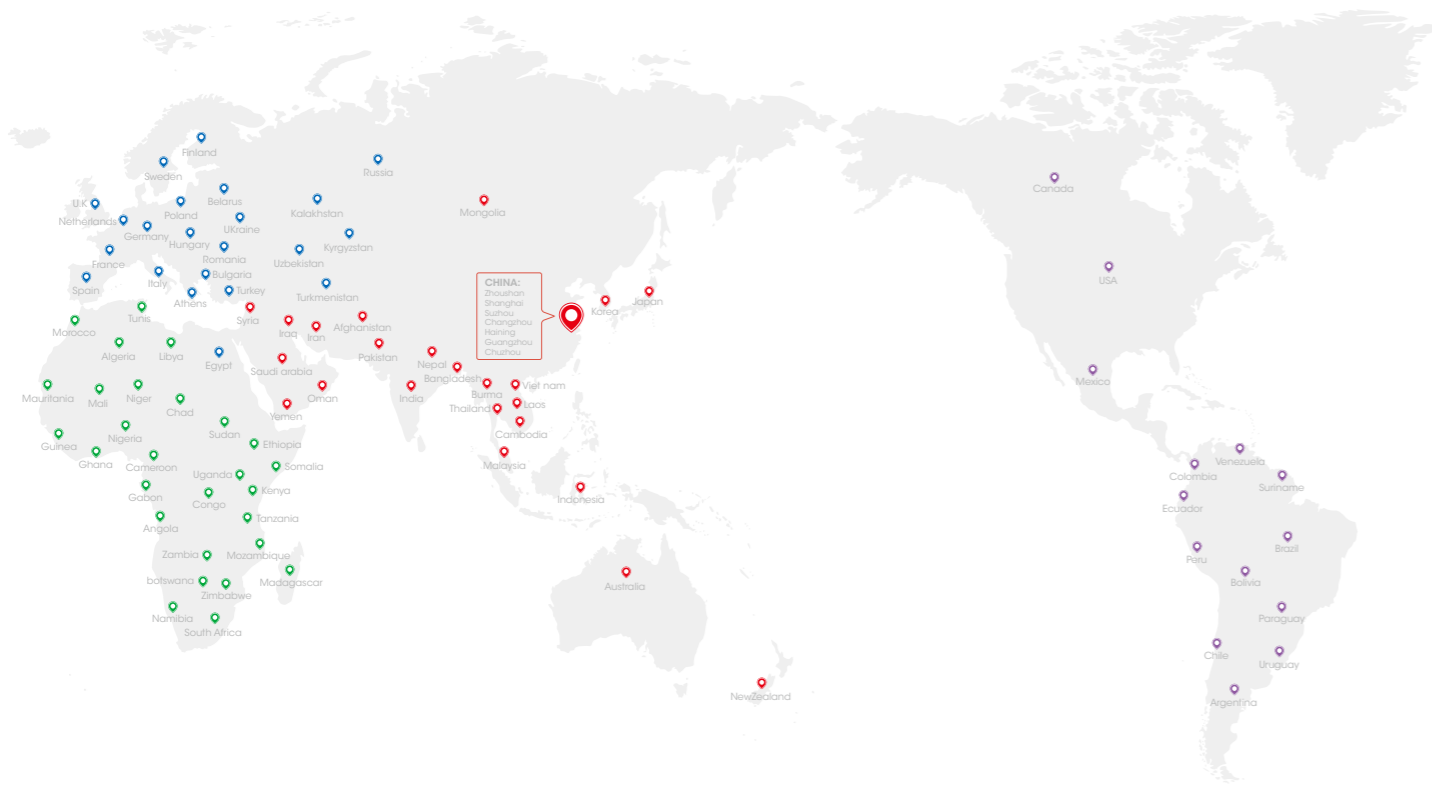 Finland
Sweden
Russia
Belarus
U.K
Poland
Kalakhstan
Netherlands
UKraine
Germany
Hungary
Kyrgyzstan
Romania
France
Uzbekistan
Italy
Bulgaria
Spain
Turkey
Athens
Turkmenistan
Mongolia
CHINA:
Zhoushan
Shanghai
Suzhou
Changzhou
Haining
Guangzhou
Chuzhou
Korea
Japan
Tunis
Syria
Morocco
Iraq
Iran
Afghanistan
Algeria
Libya
Egypt
Saudi arabia
Pakistan
Nepal
Bangladesh
Mauritania
Mali
Niger
Chad
Oman
Yemen
India
Burma
Viet nam
Thailand
Laos
Cambodia
Malaysia
Indonesia
Guinea
Nigeria
Sudan
Ethiopia
Ghana
Cameroon
Somalia
Uganda
Gabon
Congo
Kenya
Angola
Tanzania
Zambia
Mozambique
botswana
Zimbabwe
Madagascar
Namibia
South Africa
Australia
NewZealand
Canada
USA
Mexico
Venezuela
Colombia
Suriname
Ecuador
Peru
Brazil
Bolivia
Paraguay
Chile
Uruguay
Argentina